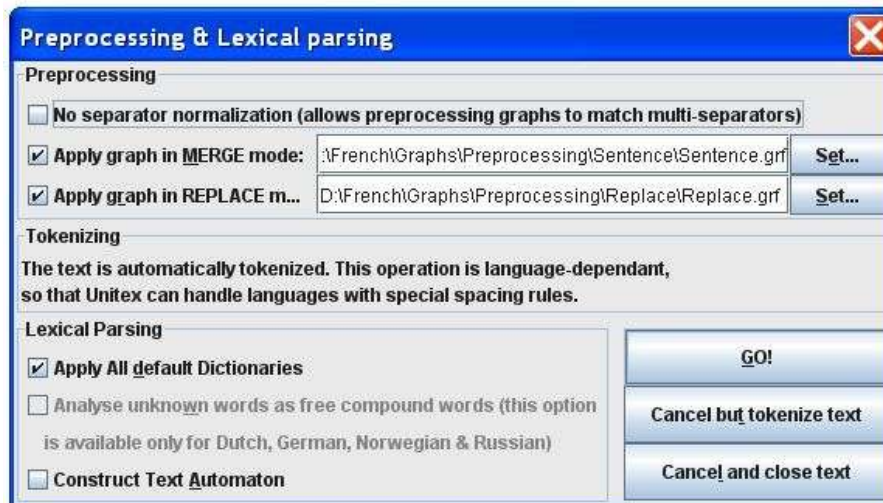 Preprocessing & Lexical parsing
Preprocessing
No separator normalization (allows preprocessing graphs to match multi-separators)
Apply graph in MERGE mode: :\French\Graphs\Preprocessing\Sentence\Sentence.grf Set...
Apply graph in REPLACE m... D:\French\Graphs\Preprocessing\Replace\Replace.grf Set...
Tokenizing
The text is automatically tokenized. This operation is language-dependant,
so that Unitex can handle languages with special spacing rules.
Lexical Parsing
Apply All default Dictionaries
Analyse unknown words as free compound words (this option
is available only for Dutch, German, Norwegian & Russian)
Construct Text Automaton
GO!
Cancel but tokenize text
Cancel and close text